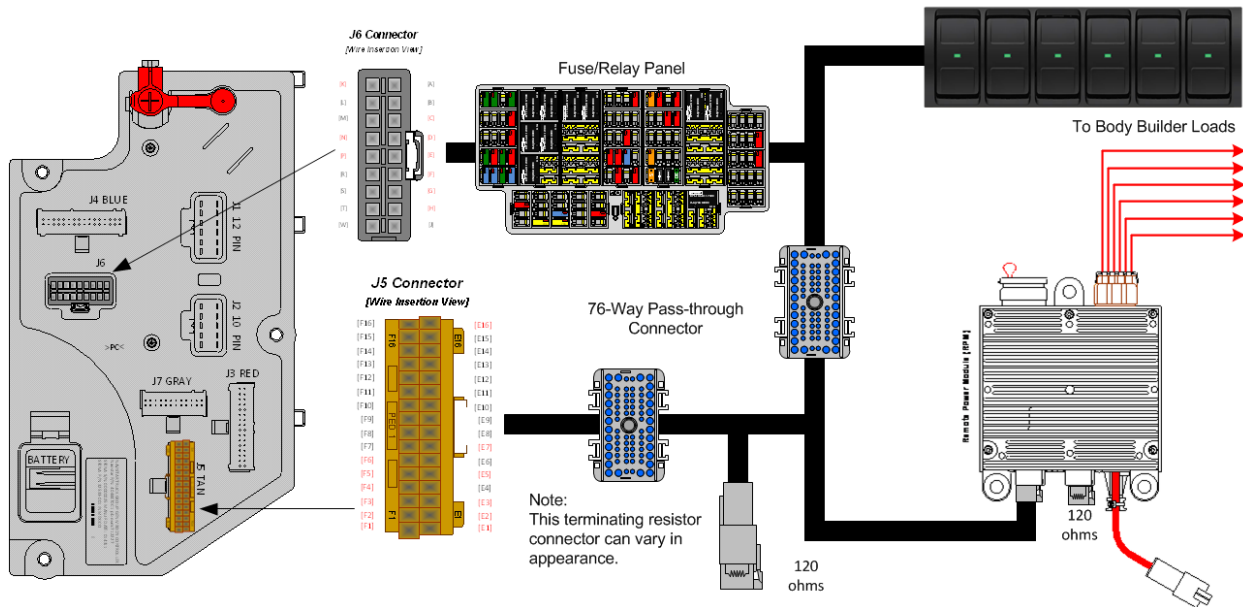 J6 Connector
[Wire Insertion View]
[K]
[L]
[M]
[N]
[P]
[R]
[S]
[T]
[W]
[A]
[B]
[C]
[D]
[E]
[F]
[G]
[H]
[J]
Fuse/Relay Panel
To Body Builder Loads
J4 BLUE
J1 12 PIN
J6
J2 10 PIN
>PC<
J7 GRAY
J3 RED
BATTERY
J5 TAN
J5 Connector
[Wire Insertion View]
[F16]
[F15]
[F14]
[F13]
[F12]
[F11]
[F10]
[F9]
[F8]
[F7]
[F6]
[F5]
[F4]
[F3]
[F2]
[F1]
F16
E16
PED 1
F1
E1
[E16]
[E15]
[E14]
[E13]
[E12]
[E11]
[E10]
[E9]
[E8]
[E7]
[E6]
[E5]
[E4]
[E3]
[E2]
[E1]
76-Way Pass-through
Connector
Note:
This terminating resistor
connector can vary in
appearance.
120
ohms
Remote Power Module [RPM]
120
ohms